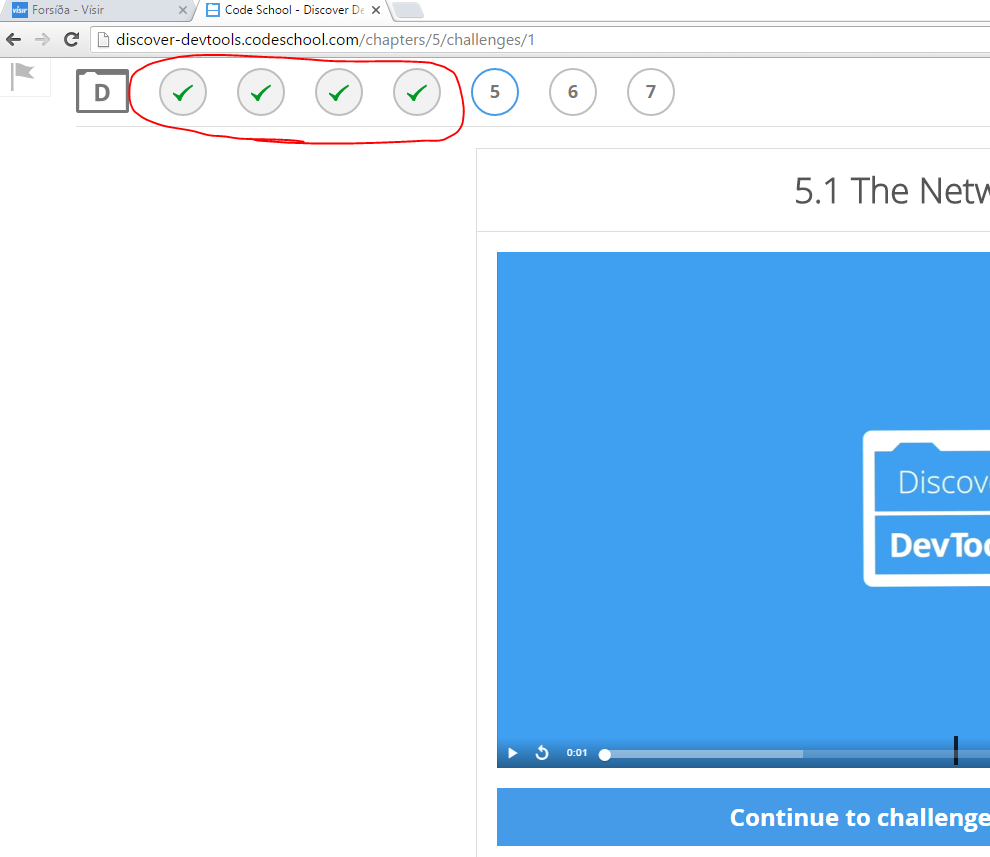 vísir Forsíða - Vísir
Code School - Discover De
discover-devtools.codeschool.com/chapters/5/challenges/1
D
5
6
7
5.1 The Netw
Discov
DevToo
0:01
Continue to challenge